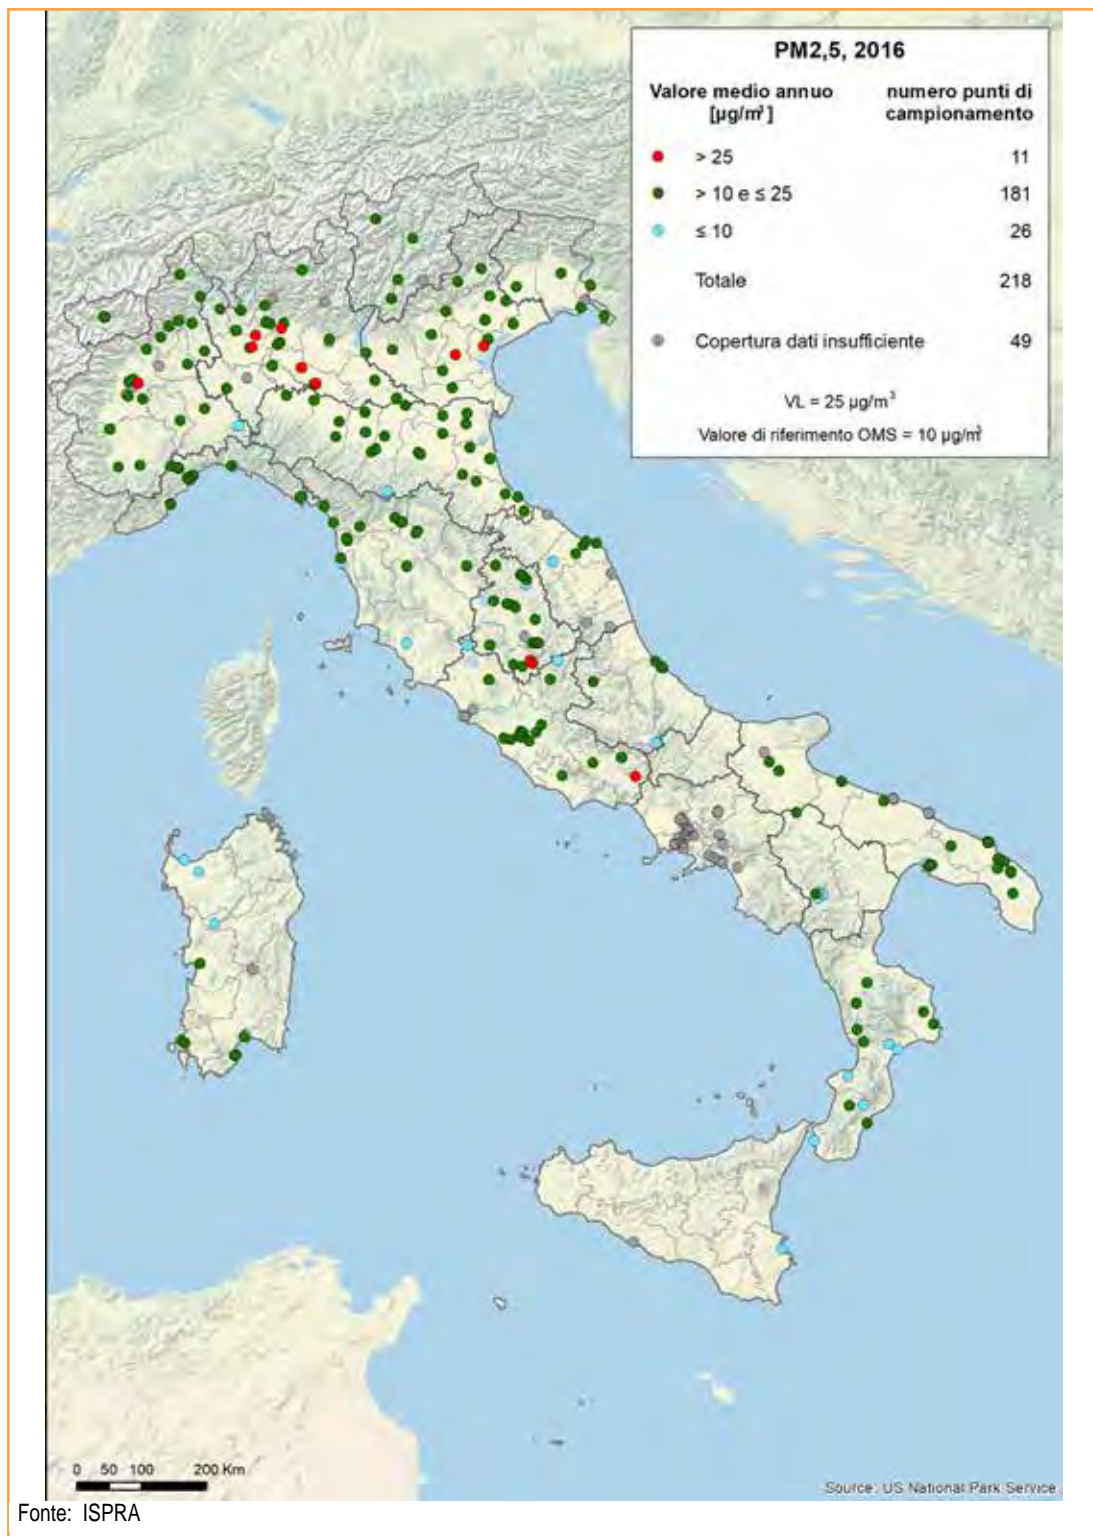 PM2,5, 2016
Valore medio annuo
[µg/m³]
numero punti di
campionamento
> 25 11
> 10 e ≤ 25 181
≤ 10 26
Totale 218
Copertura dati insufficiente 49
VL = 25 µg/m³
Valore di riferimento OMS = 10 µg/m³
0 50 100 200 Km
Source: US National Park Service
Fonte: ISPRA